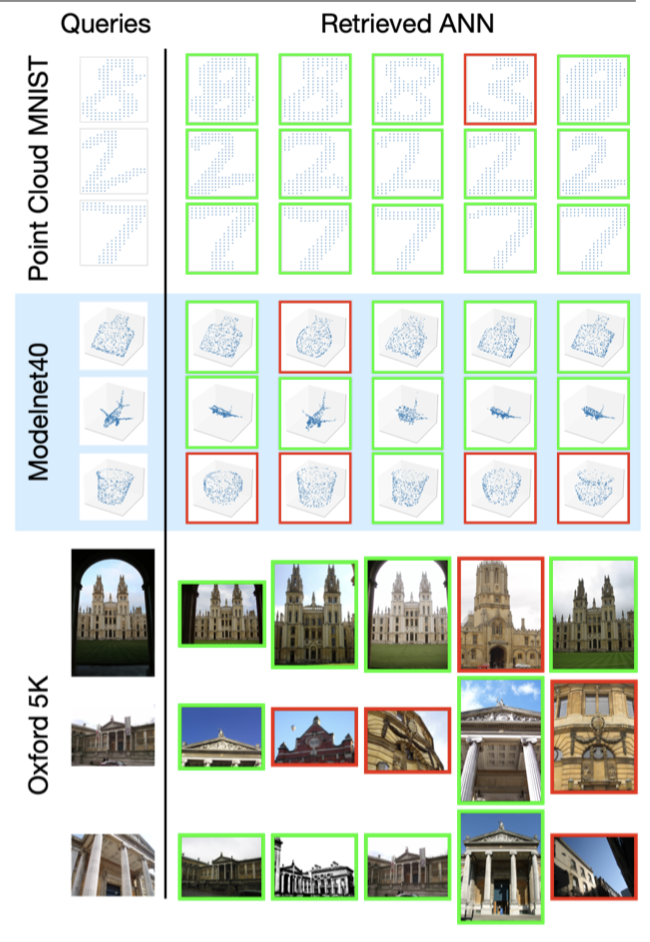 Queries
Retrieved ANN
Point Cloud MNIST
Modelnet40
Oxford 5K